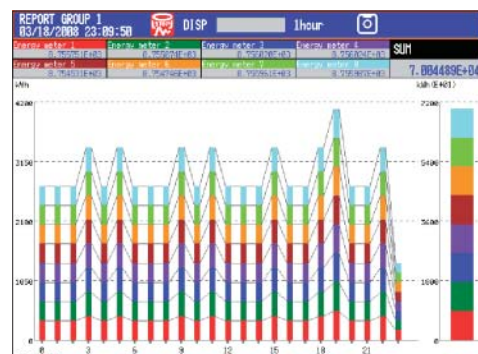 REPORT GROUP 1
03/18/2008 23:09:50
DISP
1hour
Energy meter 1 Energy meter 2 Energy meter 3 Energy meter 4
SUM
Energy meter 5 Energy meter 6 Energy meter 7 Energy meter 8
7.004489E+04
kWh
kWh(E+01)
4200 7200
3150 5400
2100 3600
1050 1800
0 0
0 3 6 9 12 15 18 21